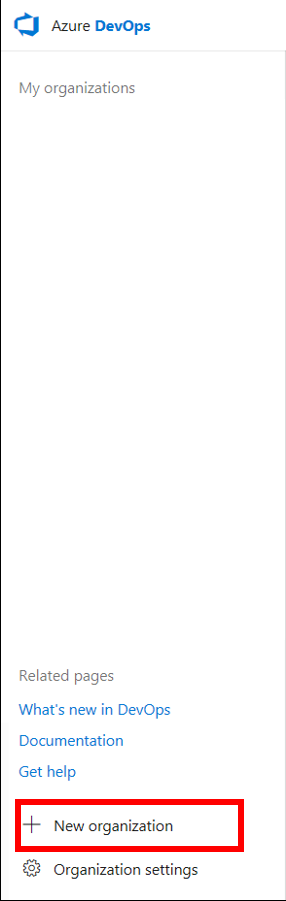 Azure DevOps
My organizations
Related pages
What's new in DevOps
Documentation
Get help
New organization
Organization settings